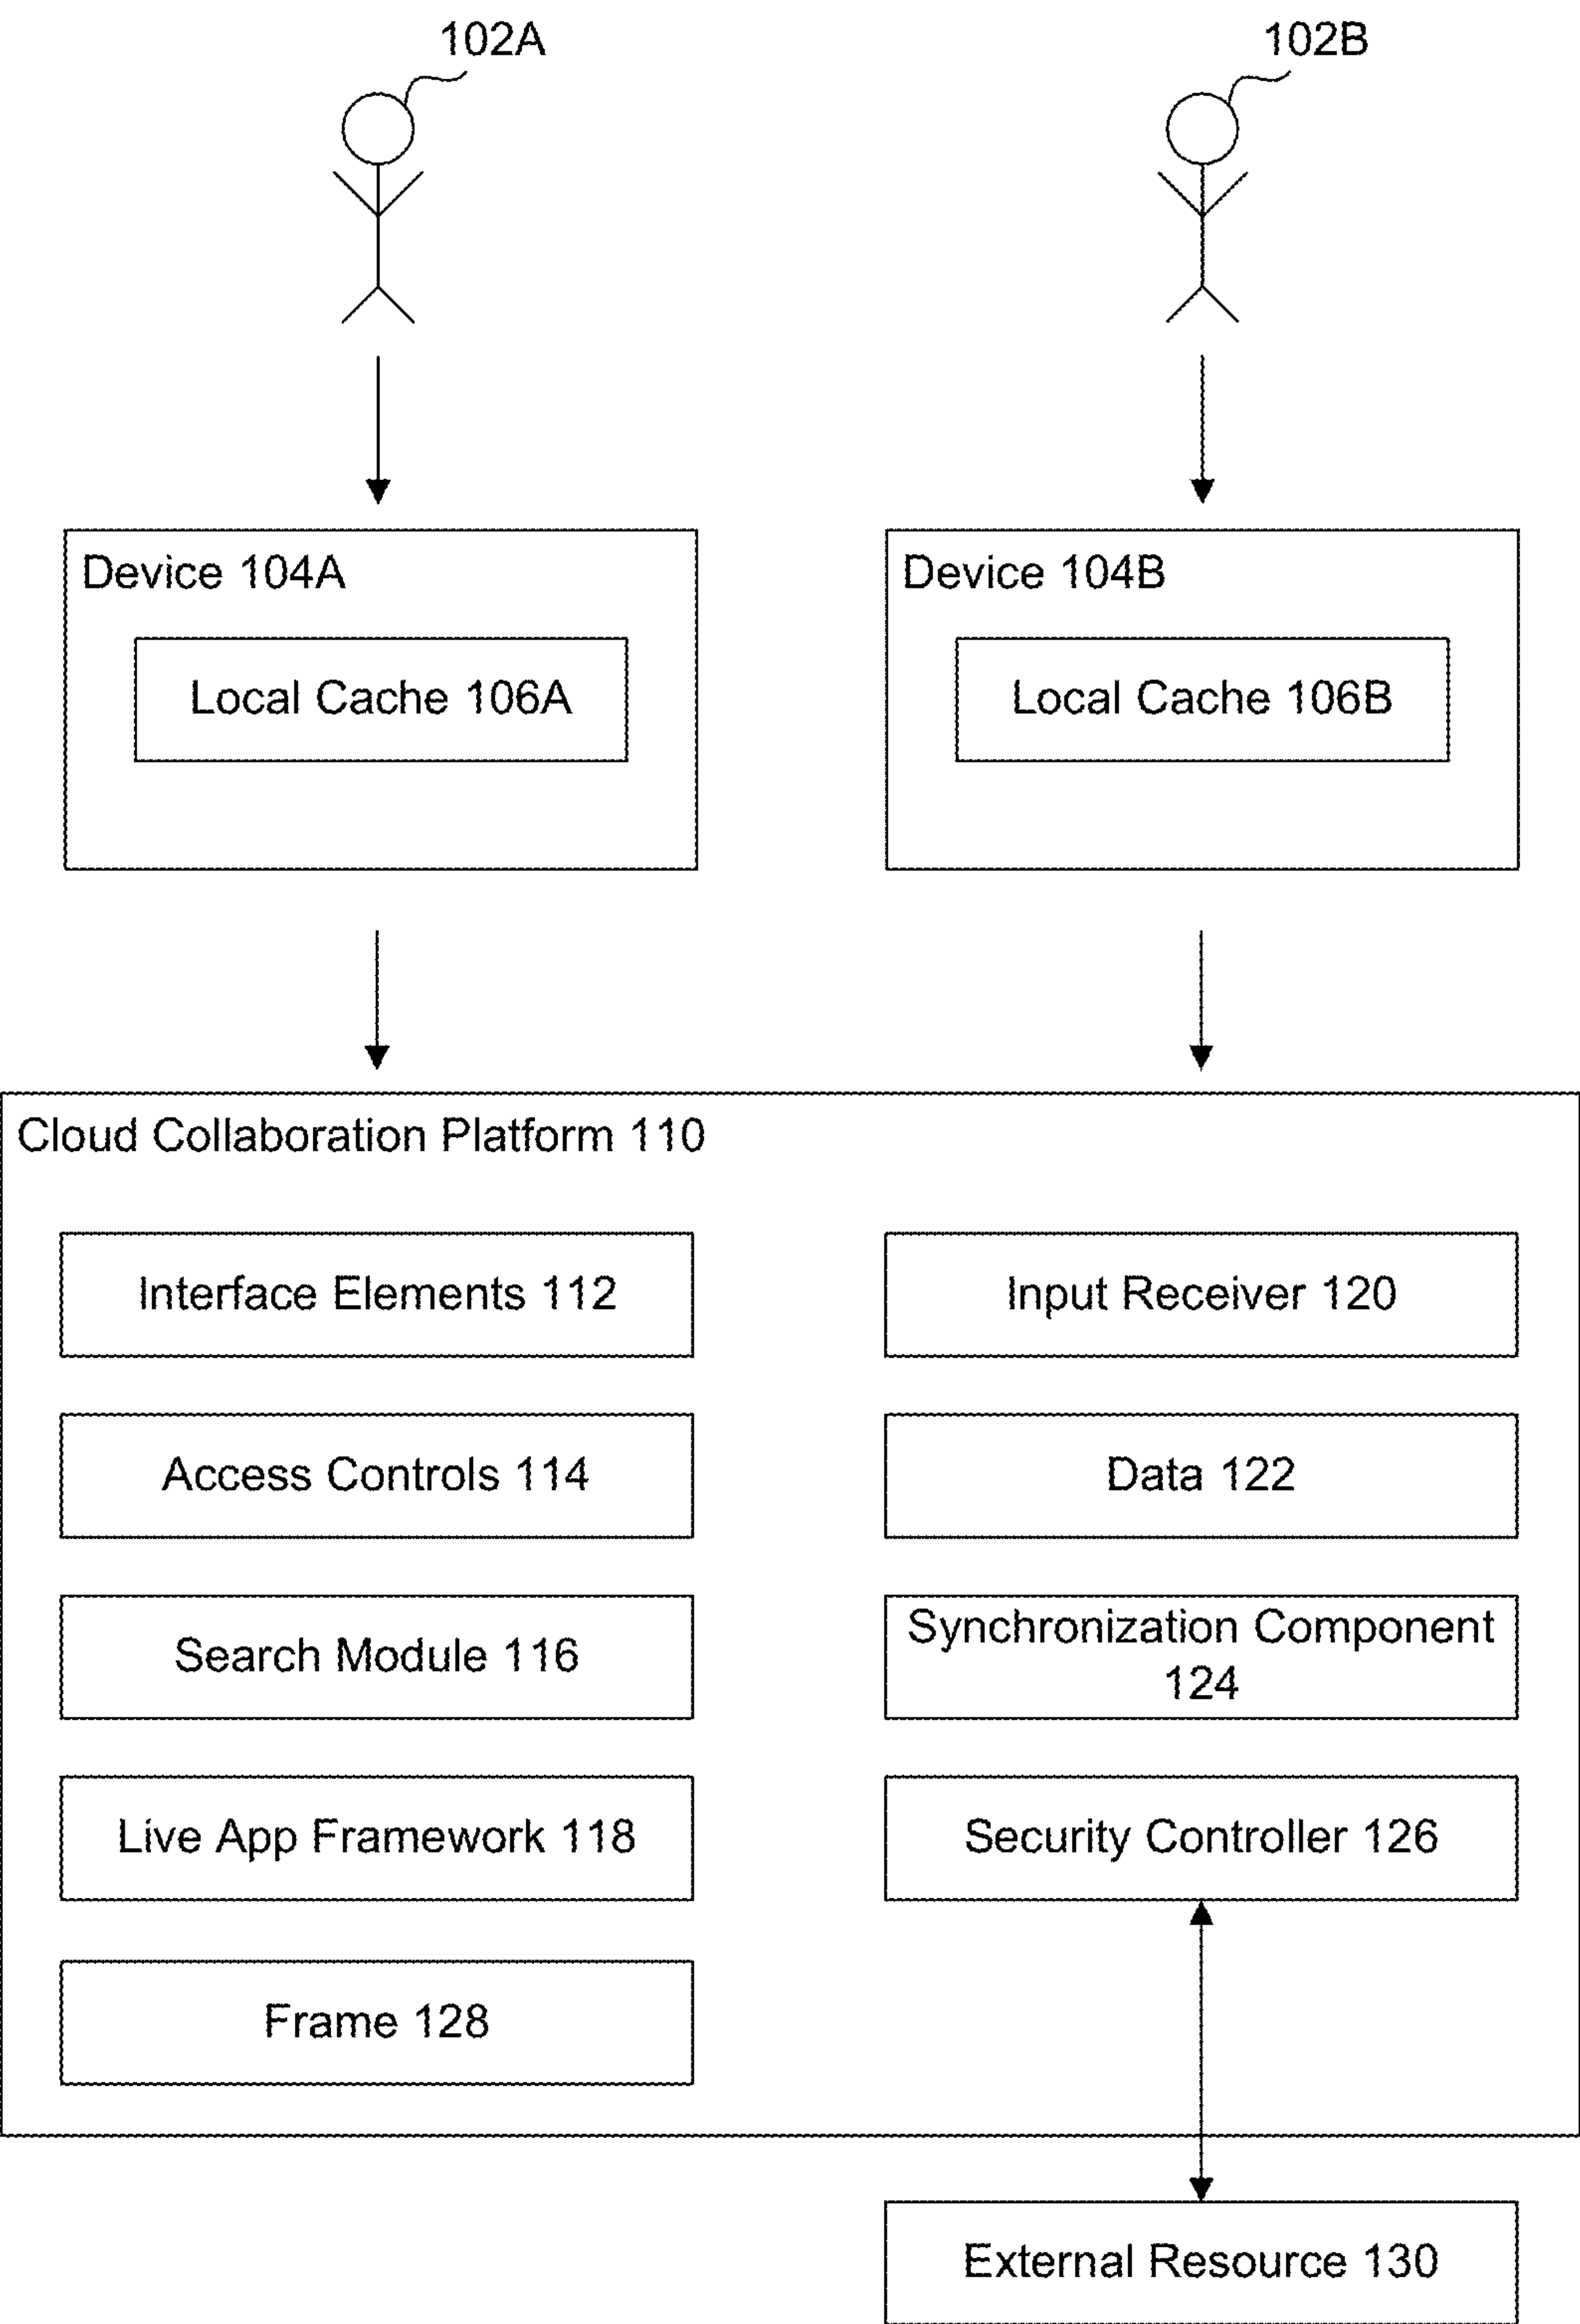 102A
102B
Device 104A
Device 104B
Local Cache 106A
Local Cache 106B
Cloud Collaboration Platform 110
Interface Elements 112
Input Receiver 120
Access Controls 114
Data 122
Search Module 116
Synchronization Component
124
Live App Framework 118
Security Controller 126
Frame 128
External Resource 130